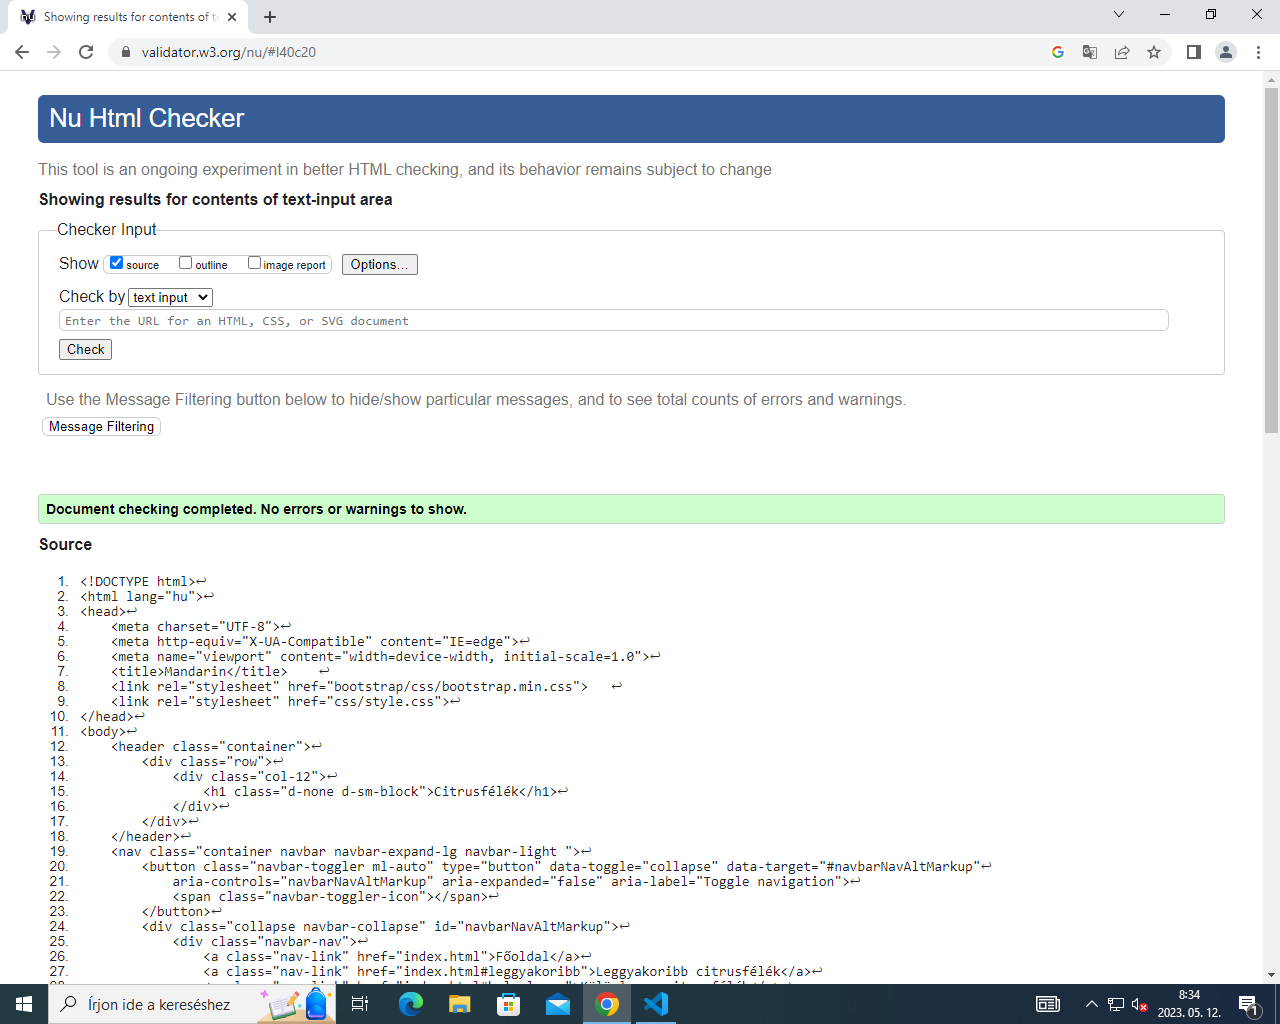 Showing results for contents of te
validator.w3.org/nu/#l40c20
Nu Html Checker
This tool is an ongoing experiment in better HTML checking, and its behavior remains subject to change
Showing results for contents of text-input area
Checker Input
Show source outline image report Options...
Check by text input
Enter the URL for an HTML, CSS, or SVG document
Check
Use the Message Filtering button below to hide/show particular messages, and to see total counts of errors and warnings.
Message Filtering
Document checking completed. No errors or warnings to show.
Source
1. <!DOCTYPE html>↩
2. <html lang="hu">↩
3. <head>↩
4. <meta charset="UTF-8">↩
5. <meta http-equiv="X-UA-Compatible" content="IE=edge">↩
6. <meta name="viewport" content="width=device-width, initial-scale=1.0">↩
7. <title>Mandarin</title> ↩
8. <link rel="stylesheet" href="bootstrap/css/bootstrap.min.css"> ↩
9. <link rel="stylesheet" href="css/style.css">↩
10. </head>↩
11. <body>↩
12. <header class="container">↩
13. <div class="row">↩
14. <div class="col-12">↩
15. <h1 class="d-none d-sm-block">Citrusfélék</h1>↩
16. </div>↩
17. </div>↩
18. </header>↩
19. <nav class="container navbar navbar-expand-lg navbar-light ">↩
20. <button class="navbar-toggler ml-auto" type="button" data-toggle="collapse" data-target="#navbarNavAltMarkup"↩
21. aria-controls="navbarNavAltMarkup" aria-expanded="false" aria-label="Toggle navigation">↩
22. <span class="navbar-toggler-icon"></span>↩
23. </button>↩
24. <div class="collapse navbar-collapse" id="navbarNavAltMarkup">↩
25. <div class="navbar-nav">↩
26. <a class="nav-link" href="index.html">Főoldal</a>↩
27. <a class="nav-link" href="index.html#leggyakoribb">Leggyakoribb citrusfélék</a>↩
Írjon ide a kereséshez
8:34
2023. 05. 12.
1